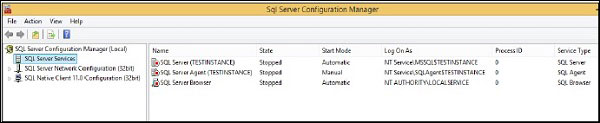 Sql Server Configuration Manager
File Action View Help
SQL Server Configuration Manager (Local)
SQL Server Services
SQL Server Network Configuration (32bit)
SQL Native Client 11.0 Configuration (32bit)
Name State Start Mode Log On As Process ID Service Type
SQL Server (TESTINSTANCE) Stopped Automatic NT Service\MSSQL$TESTINSTANCE 0 SQL Server
SQL Server Agent (TESTINSTANCE) Stopped Manual NT Service\SQLAgent$TESTINSTANCE 0 SQL Agent
SQL Server Browser Stopped Automatic NT AUTHORITY\LOCALSERVICE 0 SQL Browser